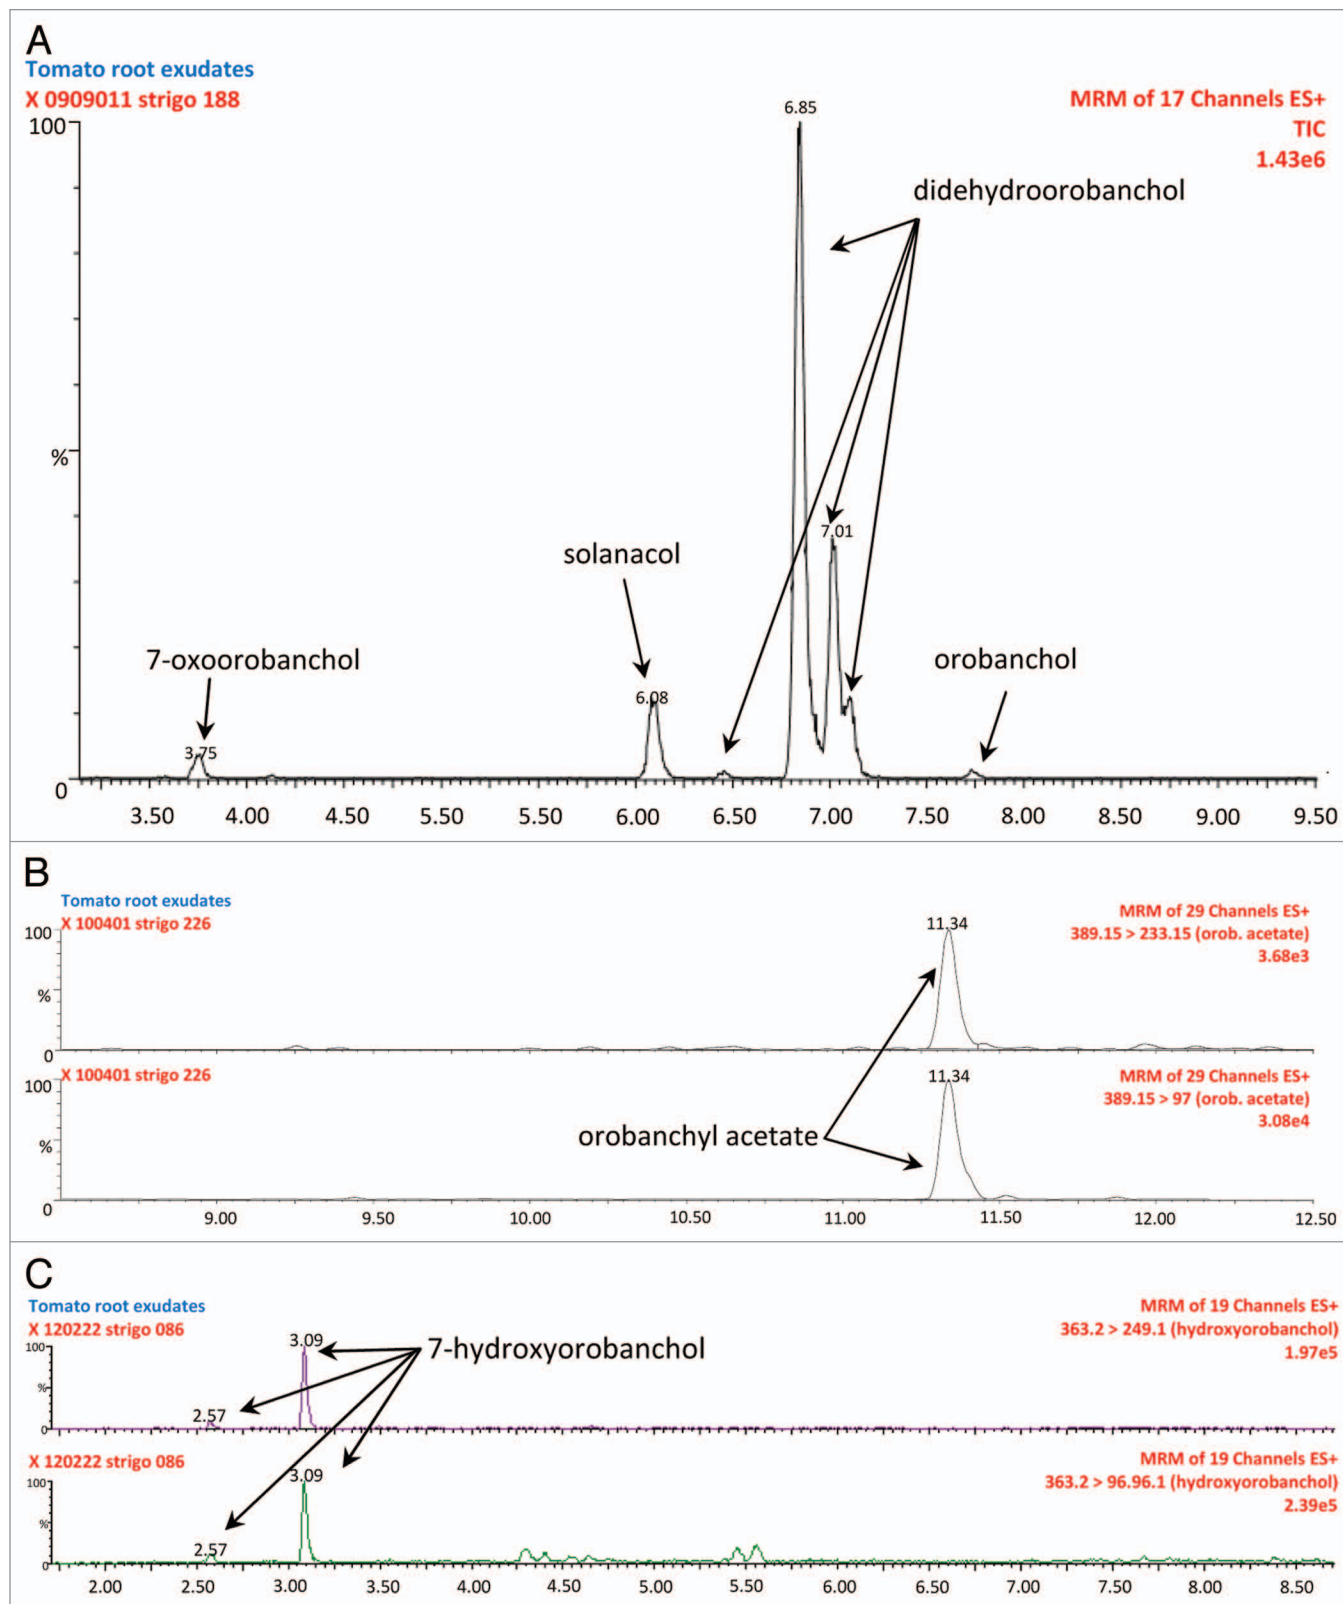 A
Tomato root exudates
X 0909011 strigo 188
MRM of 17 Channels ES+
TIC
1.43e6
100
%
0
6.85
didehydroorobanchol
7.01
solanacol
6.08
7-oxoorobanchol
3.75
orobanchol
3.50 4.00 4.50 5.50 5.50 6.00 6.50 7.00 7.50 8.00 8.50 9.00 9.50
B
Tomato root exudates
X 100401 strigo 226
MRM of 29 Channels ES+
389.15 > 233.15 (orob. acetate)
3.68e3
100
%
0
11.34
X 100401 strigo 226
MRM of 29 Channels ES+
389.15 > 97 (orob. acetate)
3.08e4
100
%
0
11.34
orobanchyl acetate
9.00 9.50 10.00 10.50 11.00 11.50 12.00 12.50
C
Tomato root exudates
X 120222 strigo 086
MRM of 19 Channels ES+
363.2 > 249.1 (hydroxyorobanchol)
1.97e5
100
%
0
3.09
7-hydroxyorobanchol
2.57
X 120222 strigo 086
MRM of 19 Channels ES+
363.2 > 96.96.1 (hydroxyorobanchol)
2.39e5
100
%
0
3.09
2.57
2.00 2.50 3.00 3.50 4.00 4.50 5.00 5.50 6.00 6.50 7.00 7.50 8.00 8.50